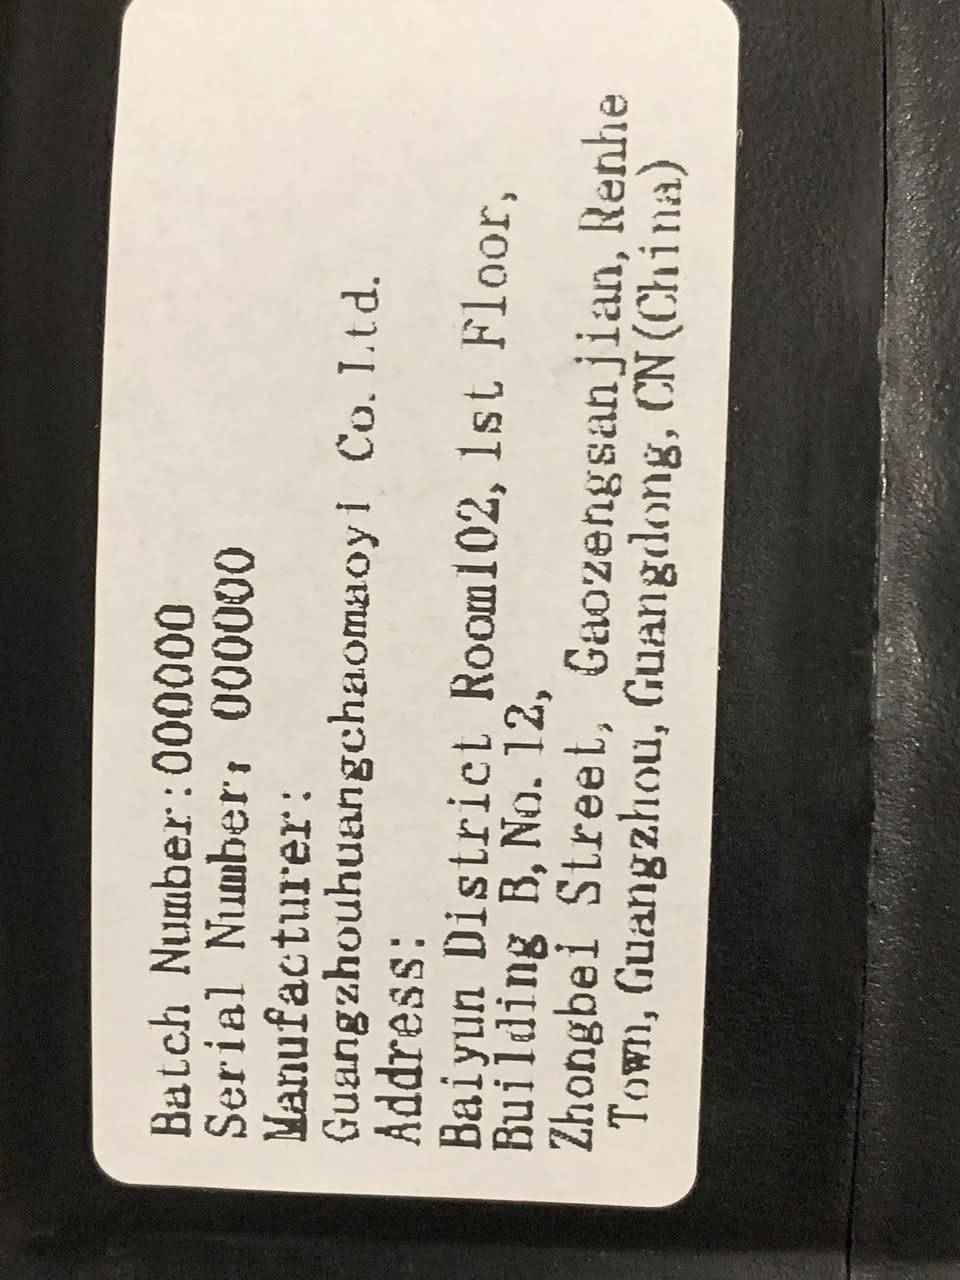 Batch Number:000000
Serial Number: 000000
Manufacturer:
Guangzhouhuangchaomaoyi Co.Ltd.
Address:
Baiyun District Room102, 1st Floor,
Building B,No.12,
Zhongbei Street, Gaozengsanjian, Renhe
Town, Guangzhou, Guangdong, CN(China)